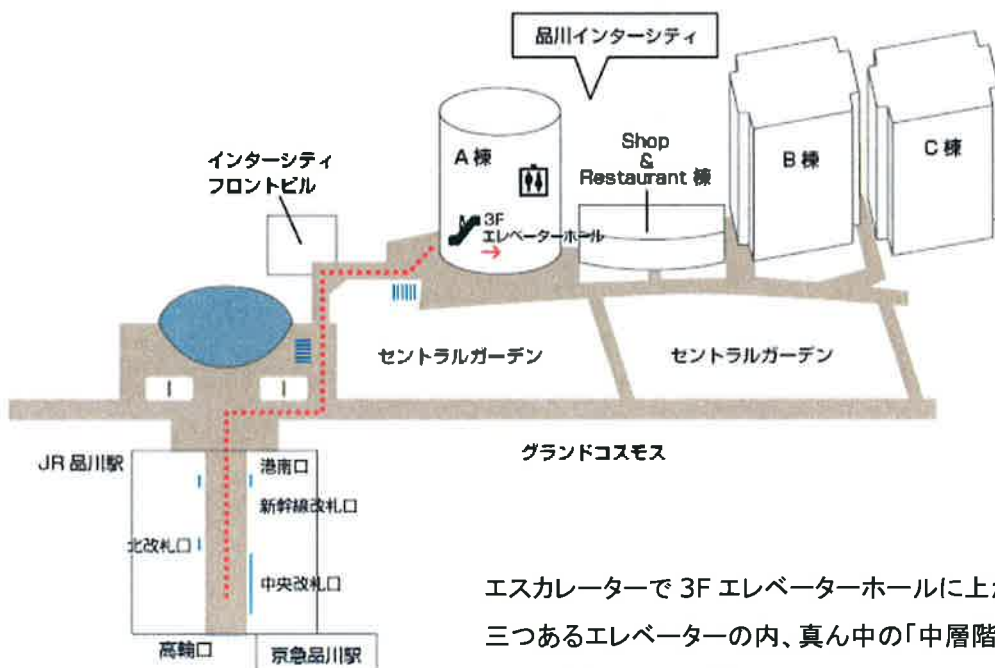 品川インターシティ
A棟
Shop
&
Restaurant 棟
B棟
C棟
インターシティ
フロントビル
3F
エレベーターホール
セントラルガーデン
セントラルガーデン
グランドコスモス
JR 品川駅
港南口
新幹線改札口
北改札口
中央改札口
高輪口
京急品川駅
エスカレーターで 3F エレベーターホールに上
三つあるエレベーターの内、真ん中の「中層階